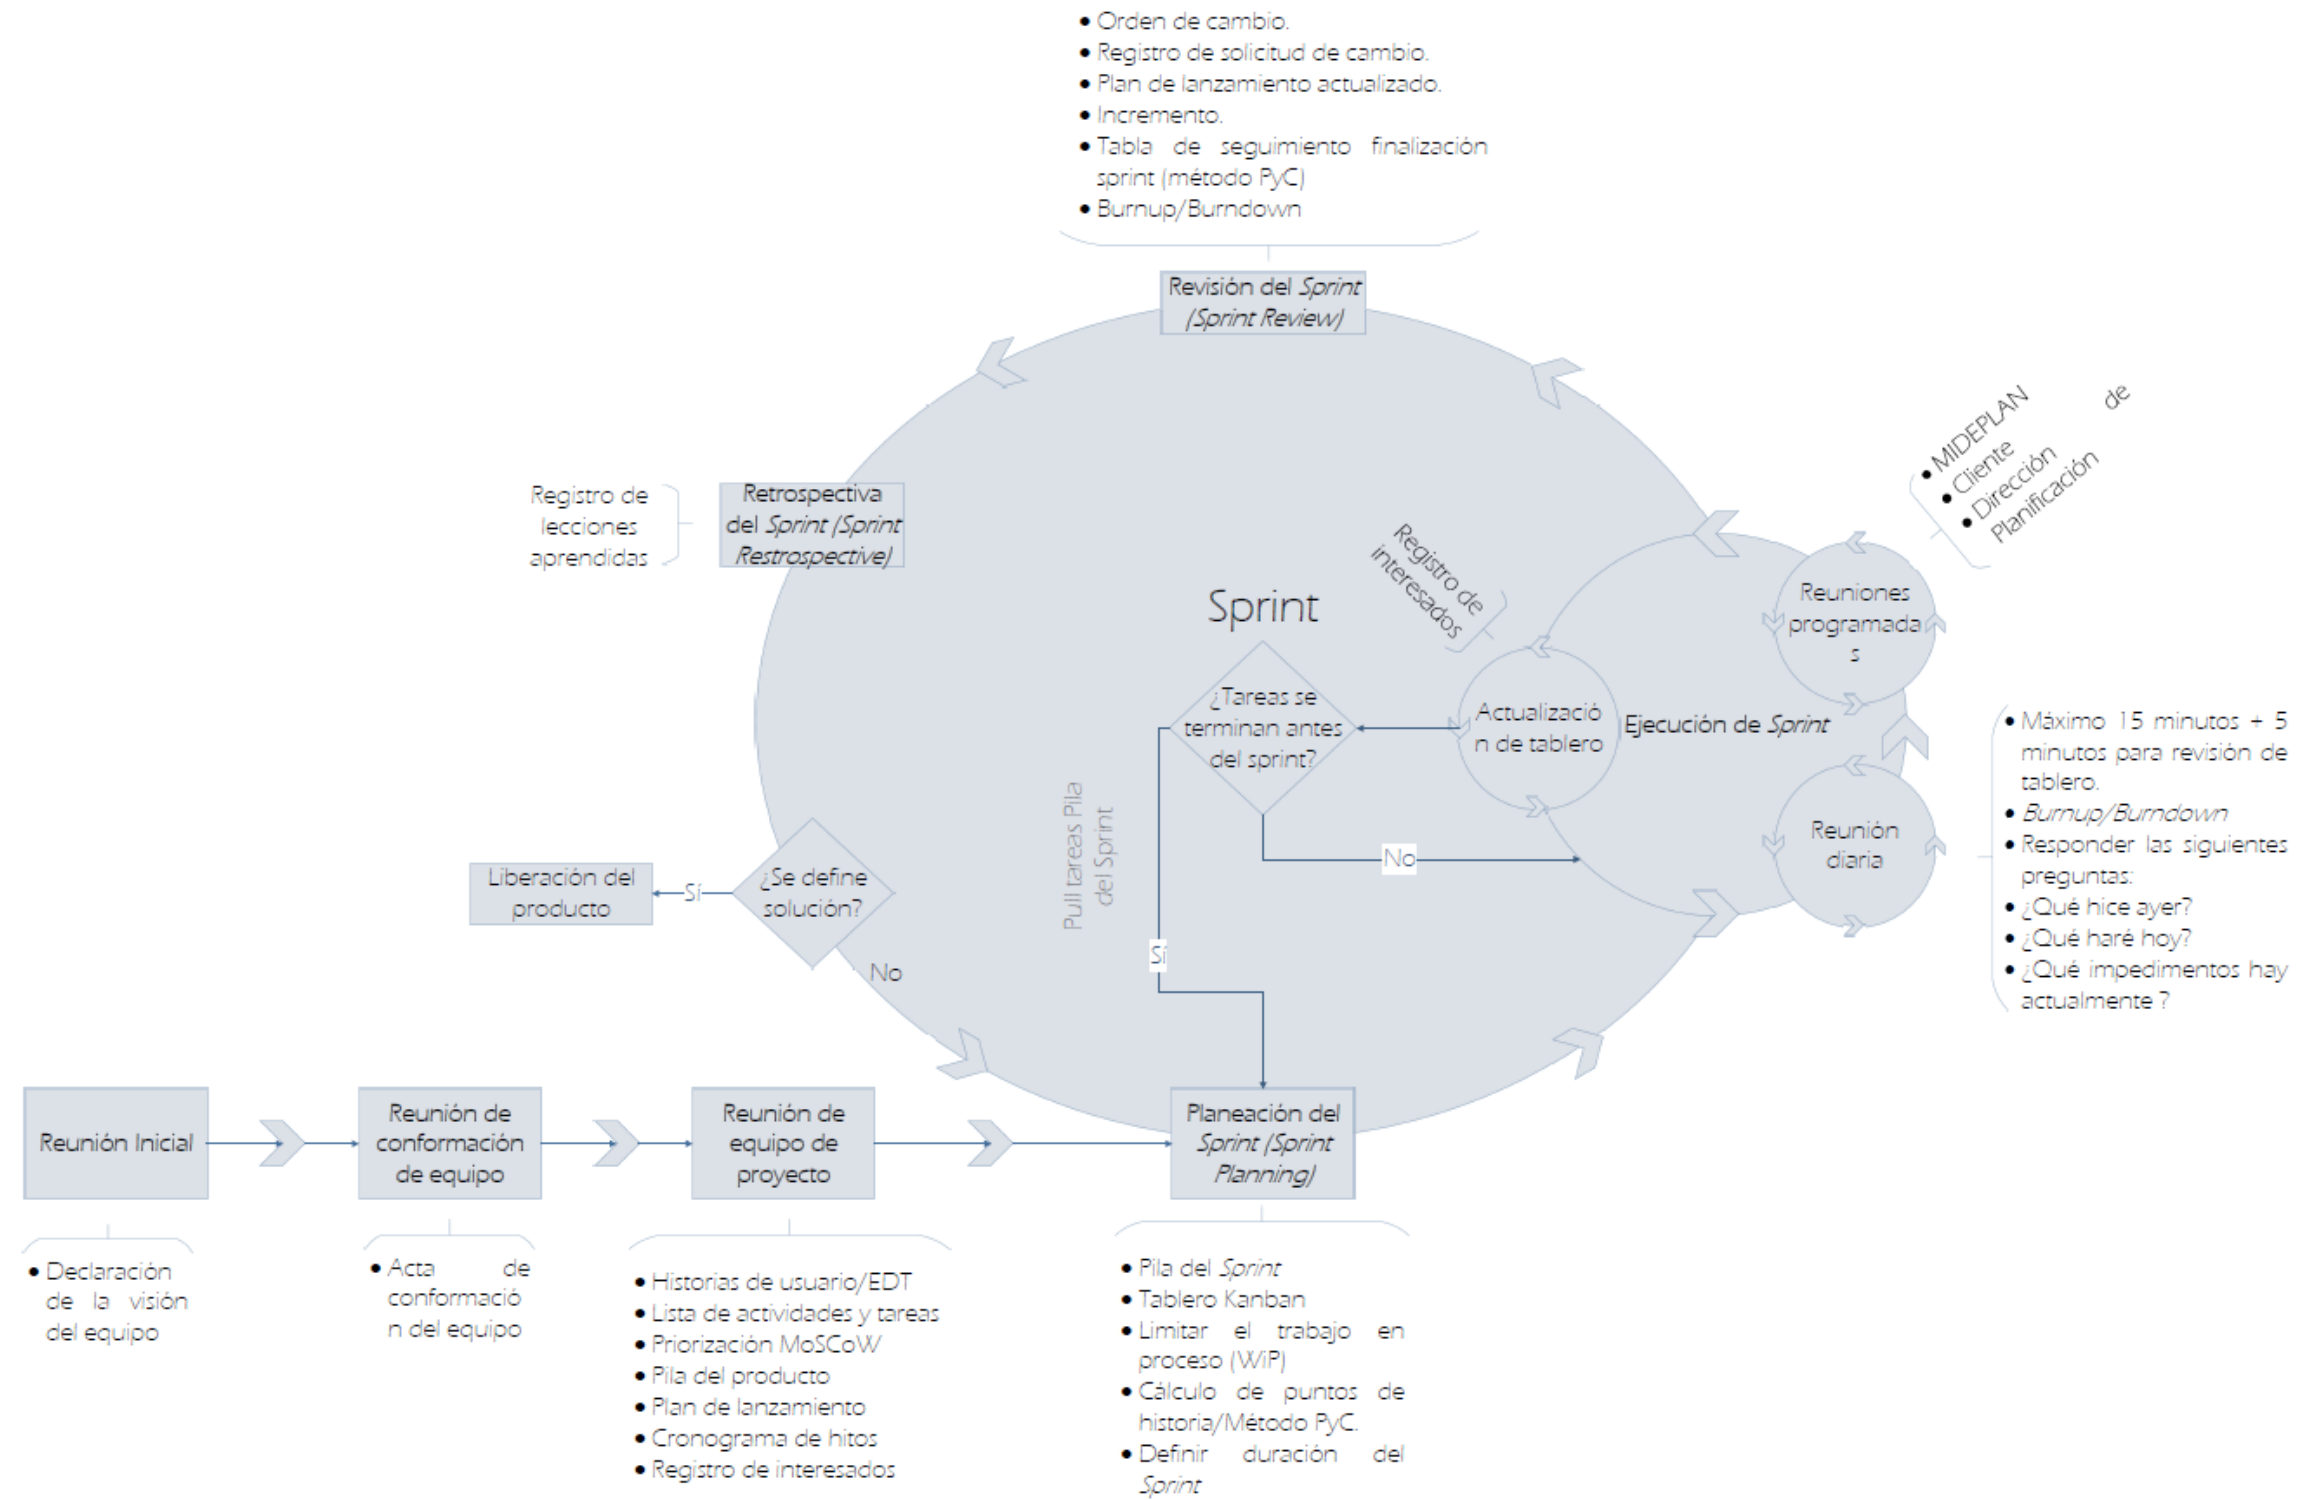 • Orden de cambio.
• Registro de solicitud de cambio.
• Plan de lanzamiento actualizado.
• Incremento.
• Tabla de seguimiento finalización
sprint (método PyC)
• Burnup/Burndown
Revisión del Sprint
(Sprint Review)
• MIDEPLAN
• Cliente
• Dirección de
Planificación
Registro de
lecciones
aprendidas
Retrospectiva
del Sprint (Sprint
Restrospective)
Registro de
interesados
Sprint
Reuniones
programada
s
¿Tareas se
terminan antes
del sprint?
Actualizació
n de tablero
Ejecución de Sprint
• Máximo 15 minutos + 5
minutos para revisión de
tablero.
• Burnup/Burndown
• Responder las siguientes
preguntas:
• ¿Qué hice ayer?
• ¿Qué haré hoy?
• ¿Qué impedimentos hay
actualmente ?
Reunión
diaria
Pull tareas Pila
del Sprint
No
Sí
Liberación del
producto
Sí
¿Se define
solución?
No
Reunión Inicial
Reunión de
conformación
de equipo
Reunión de
equipo de
proyecto
Planeación del
Sprint (Sprint
Planning)
• Declaración
de la visión
del equipo
• Acta de
conformació
n del equipo
• Historias de usuario/EDT
• Lista de actividades y tareas
• Priorización MoSCoW
• Pila del producto
• Plan de lanzamiento
• Cronograma de hitos
• Registro de interesados
• Pila del Sprint
• Tablero Kanban
• Limitar el trabajo en
proceso (WiP)
• Cálculo de puntos de
historia/Método PyC.
• Definir duración del
Sprint